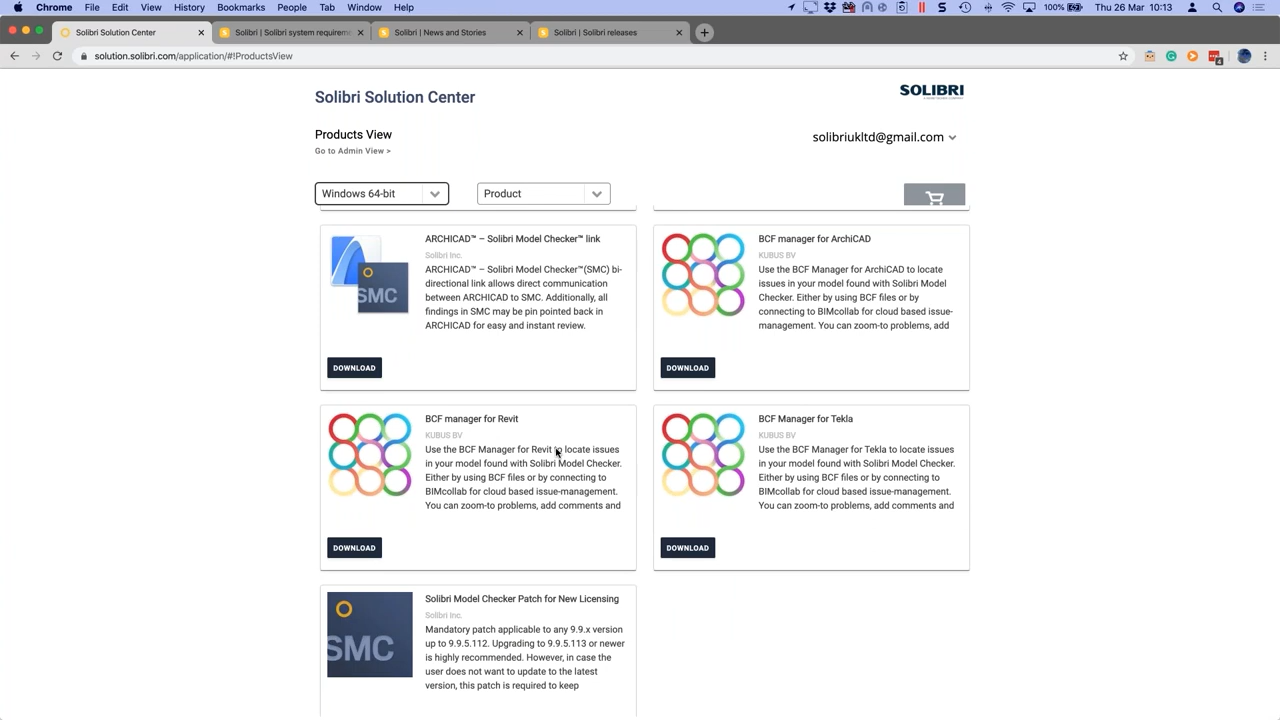 Chrome File Edit View History Bookmarks People Tab Window Help 100% Thu 26 Mar 10:13
Solibri Solution Center Solibri | Solibri system requirem Solibri | News and Stories Solibri | Solibri releases
solution.solibri.com/application/#!ProductsView
Solibri Solution Center
SOLIBRI
Products View
solibriukltd@gmail.com
Go to Admin View >
Windows 64-bit Product
ARCHICAD™ – Solibri Model Checker™ link
Solibri Inc.
ARCHICAD™ – Solibri Model Checker™(SMC) bi-
directional link allows direct communication
between ARCHICAD to SMC. Additionally, all
findings in SMC may be pin pointed back in
ARCHICAD for easy and instant review.
SMC
DOWNLOAD
BCF manager for ArchiCAD
KUBUS BV
Use the BCF Manager for ArchiCAD to locate
issues in your model found with Solibri Model
Checker. Either by using BCF files or by
connecting to BIMcollab for cloud based issue-
management. You can zoom-to problems, add
DOWNLOAD
BCF manager for Revit
KUBUS BV
Use the BCF Manager for Revit to locate issues
in your model found with Solibri Model Checker.
Either by using BCF files or by connecting to
BIMcollab for cloud based issue-management.
You can zoom-to problems, add comments and
DOWNLOAD
BCF Manager for Tekla
KUBUS BV
Use the BCF Manager for Tekla to locate issues
in your model found with Solibri Model Checker.
Either by using BCF files or by connecting to
BIMcollab for cloud based issue-management.
You can zoom-to problems, add comments and
DOWNLOAD
Solibri Model Checker Patch for New Licensing
Solibri Inc.
Mandatory patch applicable to any 9.9.x version
up to 9.9.5.112. Upgrading to 9.9.5.113 or newer
is highly recommended. However, in case the
user does not want to update to the latest
version, this patch is required to keep
SMC